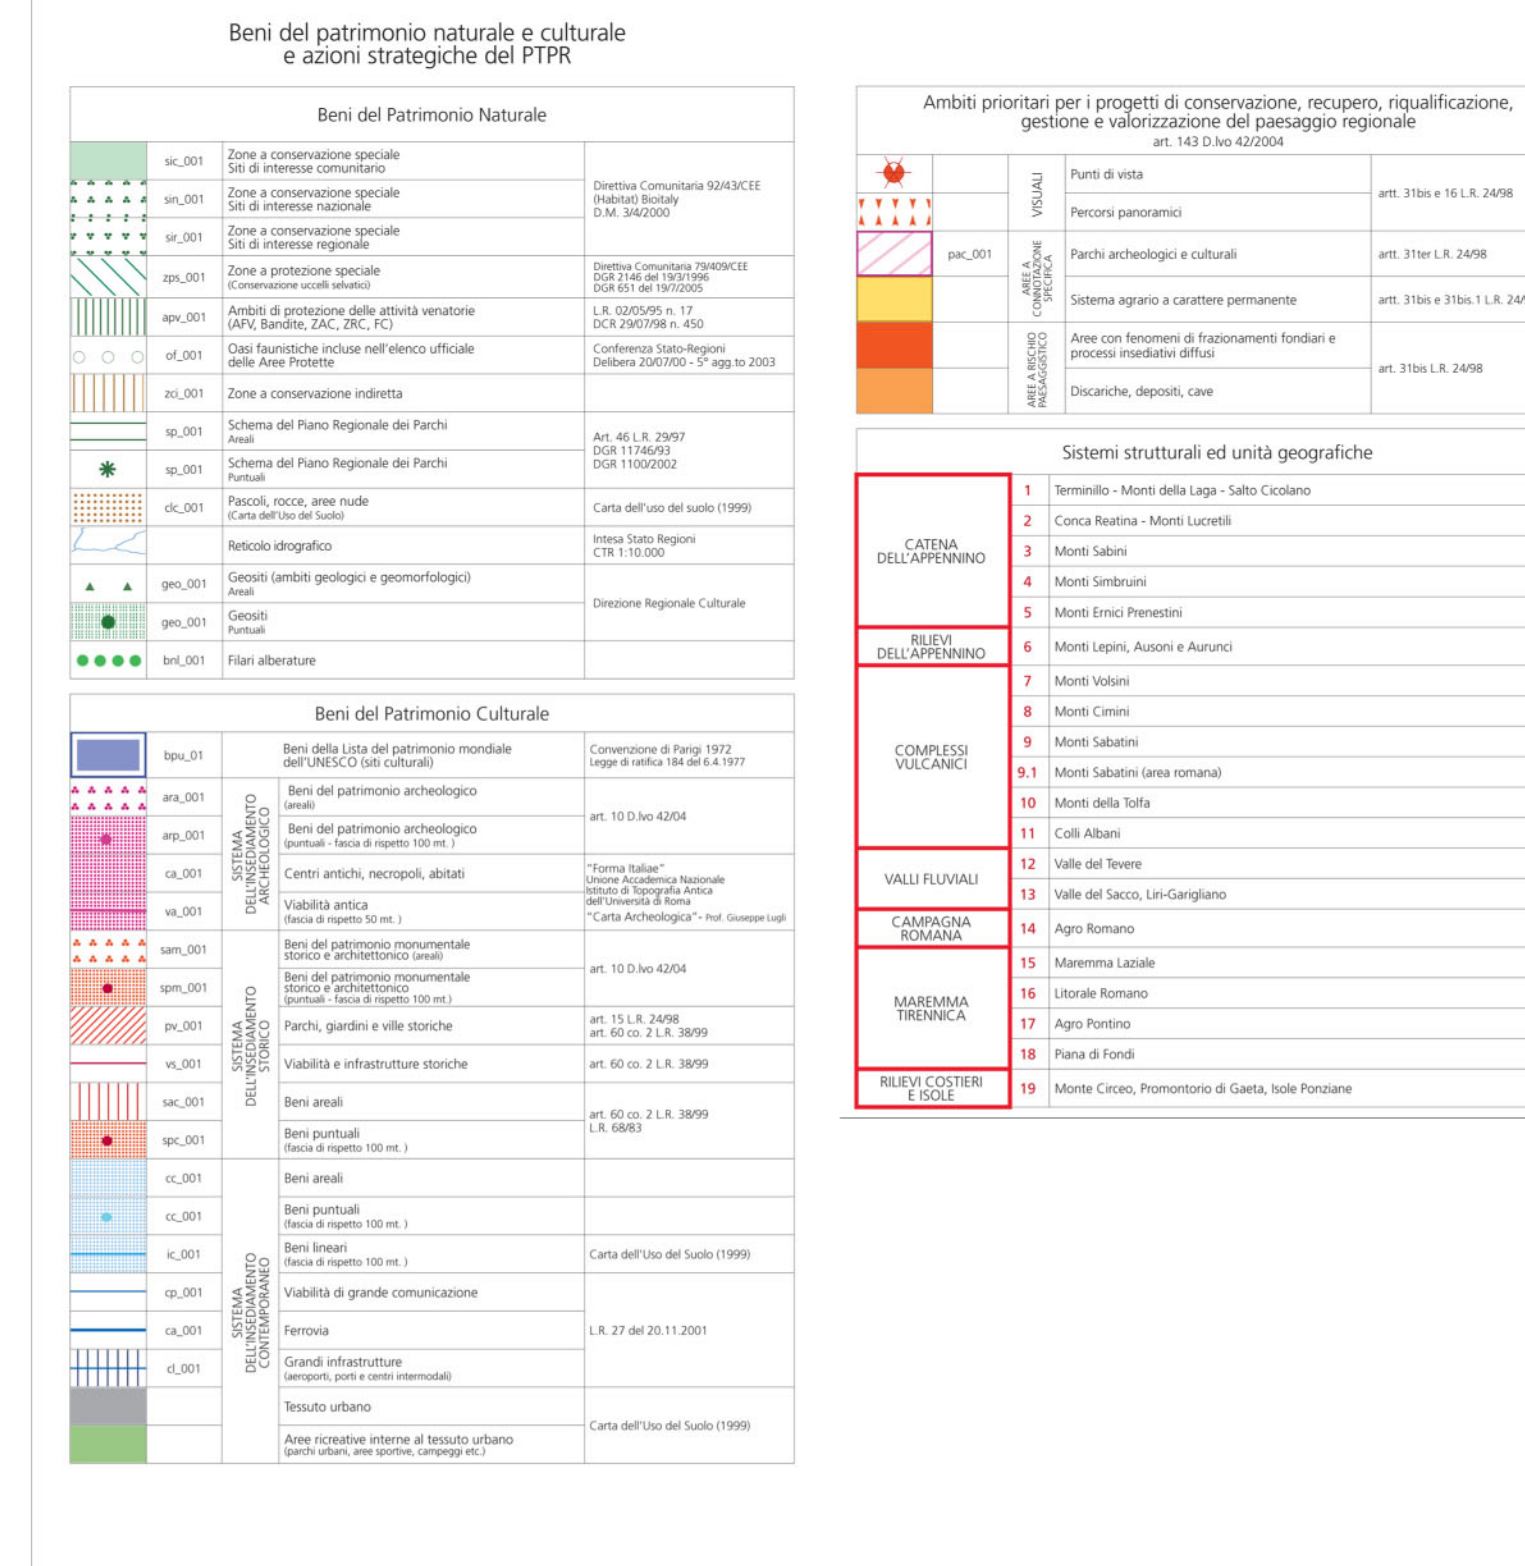 Beni del patrimonio naturale e culturale
e azioni strategiche del PTPR
Beni del Patrimonio Naturale
sic_001
Zone a conservazione speciale
Siti di interesse comunitario
sin_001
Zone a conservazione speciale
Siti di interesse nazionale
sir_001
Zone a conservazione speciale
Siti di interesse regionale
Direttiva Comunitaria 92/43/CEE
(Habitat) Bioitaly
D.M. 3/4/2000
zps_001
Zone a protezione speciale
(Conservazione uccelli selvatici)
Direttiva Comunitaria 79/409/CEE
DGR 2146 del 19/3/1996
DGR 651 del 19/7/2005
apv_001
Ambiti di protezione delle attività venatorie
(AFV, Bandite, ZAC, ZRC, FC)
L.R. 02/05/95 n. 17
DCR 29/07/98 n. 450
of_001
Oasi faunistiche incluse nell'elenco ufficiale
delle Aree Protette
Conferenza Stato-Regioni
Delibera 20/07/00 - 5° agg.to 2003
zci_001
Zone a conservazione indiretta
sp_001
Schema del Piano Regionale dei Parchi
Areali
sp_001
Schema del Piano Regionale dei Parchi
Puntuali
Art. 46 L.R. 29/97
DGR 11746/93
DGR 1100/2002
clc_001
Pascoli, rocce, aree nude
(Carta dell'Uso del Suolo)
Carta dell'uso del suolo (1999)
Reticolo idrografico
Intesa Stato Regioni
CTR 1:10.000
geo_001
Geositi (ambiti geologici e geomorfologici)
Areali
geo_001
Geositi
Puntuali
Direzione Regionale Culturale
bnl_001
Filari alberature
Beni del Patrimonio Culturale
bpu_01
Beni della Lista del patrimonio mondiale
dell'UNESCO (siti culturali)
Convenzione di Parigi 1972
Legge di ratifica 184 del 6.4.1977
SISTEMA
DELL'INSEDIAMENTO
ARCHEOLOGICO
ara_001
Beni del patrimonio archeologico
(areali)
arp_001
Beni del patrimonio archeologico
(puntuali - fascia di rispetto 100 mt. )
art. 10 D.lvo 42/04
ca_001
Centri antichi, necropoli, abitati
va_001
Viabilità antica
(fascia di rispetto 50 mt. )
"Forma Italiae"
Unione Accademica Nazionale
Istituto di Topografia Antica
dell'Università di Roma
"Carta Archeologica"- Prof. Giuseppe Lugli
SISTEMA
DELL'INSEDIAMENTO
STORICO
sam_001
Beni del patrimonio monumentale
storico e architettonico (areali)
spm_001
Beni del patrimonio monumentale
storico e architettonico
(puntuali - fascia di rispetto 100 mt.)
art. 10 D.lvo 42/04
pv_001
Parchi, giardini e ville storiche
art. 15 L.R. 24/98
art. 60 co. 2 L.R. 38/99
vs_001
Viabilità e infrastrutture storiche
art. 60 co. 2 L.R. 38/99
sac_001
Beni areali
spc_001
Beni puntuali
(fascia di rispetto 100 mt. )
art. 60 co. 2 L.R. 38/99
L.R. 68/83
SISTEMA
DELL'INSEDIAMENTO
CONTEMPORANEO
cc_001
Beni areali
cc_001
Beni puntuali
(fascia di rispetto 100 mt. )
ic_001
Beni lineari
(fascia di rispetto 100 mt. )
Carta dell'Uso del Suolo (1999)
cp_001
Viabilità di grande comunicazione
ca_001
Ferrovia
L.R. 27 del 20.11.2001
cl_001
Grandi infrastrutture
(aeroporti, porti e centri intermodali)
Tessuto urbano
Aree ricreative interne al tessuto urbano
(parchi urbani, aree sportive, campeggi etc.)
Carta dell'Uso del Suolo (1999)
Ambiti prioritari per i progetti di conservazione, recupero, riqualificazione,
gestione e valorizzazione del paesaggio regionale
art. 143 D.lvo 42/2004
VISUALI
Punti di vista
Percorsi panoramici
artt. 31bis e 16 L.R. 24/98
AREE A
CONNOTAZIONE
SPECIFICA
pac_001
Parchi archeologici e culturali
artt. 31ter L.R. 24/98
Sistema agrario a carattere permanente
artt. 31bis e 31bis.1 L.R. 24/9
AREE A RISCHIO
PAESAGGISTICO
Aree con fenomeni di frazionamenti fondiari e
processi insediativi diffusi
Discariche, depositi, cave
art. 31bis L.R. 24/98
Sistemi strutturali ed unità geografiche
CATENA
DELL'APPENNINO
1 Terminillo - Monti della Laga - Salto Cicolano
2 Conca Reatina - Monti Lucretili
3 Monti Sabini
4 Monti Simbruini
5 Monti Ernici Prenestini
RILIEVI
DELL'APPENNINO
6 Monti Lepini, Ausoni e Aurunci
COMPLESSI
VULCANICI
7 Monti Volsini
8 Monti Cimini
9 Monti Sabatini
9.1 Monti Sabatini (area romana)
10 Monti della Tolfa
11 Colli Albani
VALLI FLUVIALI
12 Valle del Tevere
13 Valle del Sacco, Liri-Garigliano
CAMPAGNA
ROMANA
14 Agro Romano
MAREMMA
TIRRENICA
15 Maremma Laziale
16 Litorale Romano
17 Agro Pontino
18 Piana di Fondi
RILIEVI COSTIERI
E ISOLE
19 Monte Circeo, Promontorio di Gaeta, Isole Ponziane